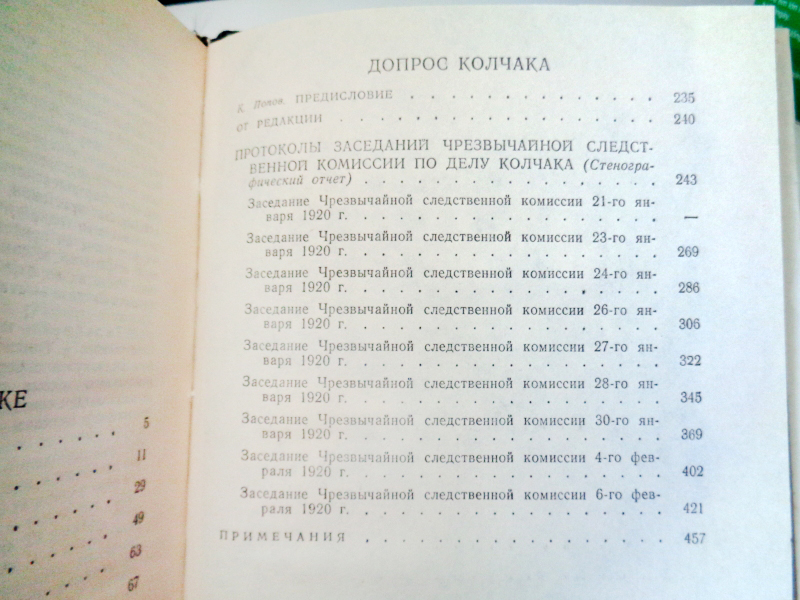 КЕ
5
11
29
49
63
67
ДОПРОС КОЛЧАКА
К. Попов. ПРЕДИСЛОВИЕ . . . . . . . . . . . . . 235
ОТ РЕДАКЦИИ . . . . . . . . . . . . . . . . . 240
ПРОТОКОЛЫ ЗАСЕДАНИЙ ЧРЕЗВЫЧАЙНОЙ СЛЕДСТ-
ВЕННОЙ КОМИССИИ ПО ДЕЛУ КОЛЧАКА (Стеногра-
фический отчет) . . . . . . . . . . . . . . . . 243
Заседание Чрезвычайной следственной комиссии 21-го ян-
варя 1920 г. . . . . . . . . . . . . . . . . —
Заседание Чрезвычайной следственной комиссии 23-го ян-
варя 1920 г. . . . . . . . . . . . . . . . . 269
Заседание Чрезвычайной следственной комиссии 24-го ян-
варя 1920 г. . . . . . . . . . . . . . . . . 286
Заседание Чрезвычайной следственной комиссии 26-го ян-
варя 1920 г. . . . . . . . . . . . . . . . . 306
Заседание Чрезвычайной следственной комиссии 27-го ян-
варя 1920 г. . . . . . . . . . . . . . . . . 322
Заседание Чрезвычайной следственной комиссии 28-го ян-
варя 1920 г. . . . . . . . . . . . . . . . . 345
Заседание Чрезвычайной следственной комиссии 30-го ян-
варя 1920 г. . . . . . . . . . . . . . . . . 369
Заседание Чрезвычайной следственной комиссии 4-го фев-
раля 1920 г. . . . . . . . . . . . . . . . . 402
Заседание Чрезвычайной следственной комиссии 6-го фев-
раля 1920 г. . . . . . . . . . . . . . . . . 421
ПРИМЕЧАНИЯ . . . . . . . . . . . . . . . . 457